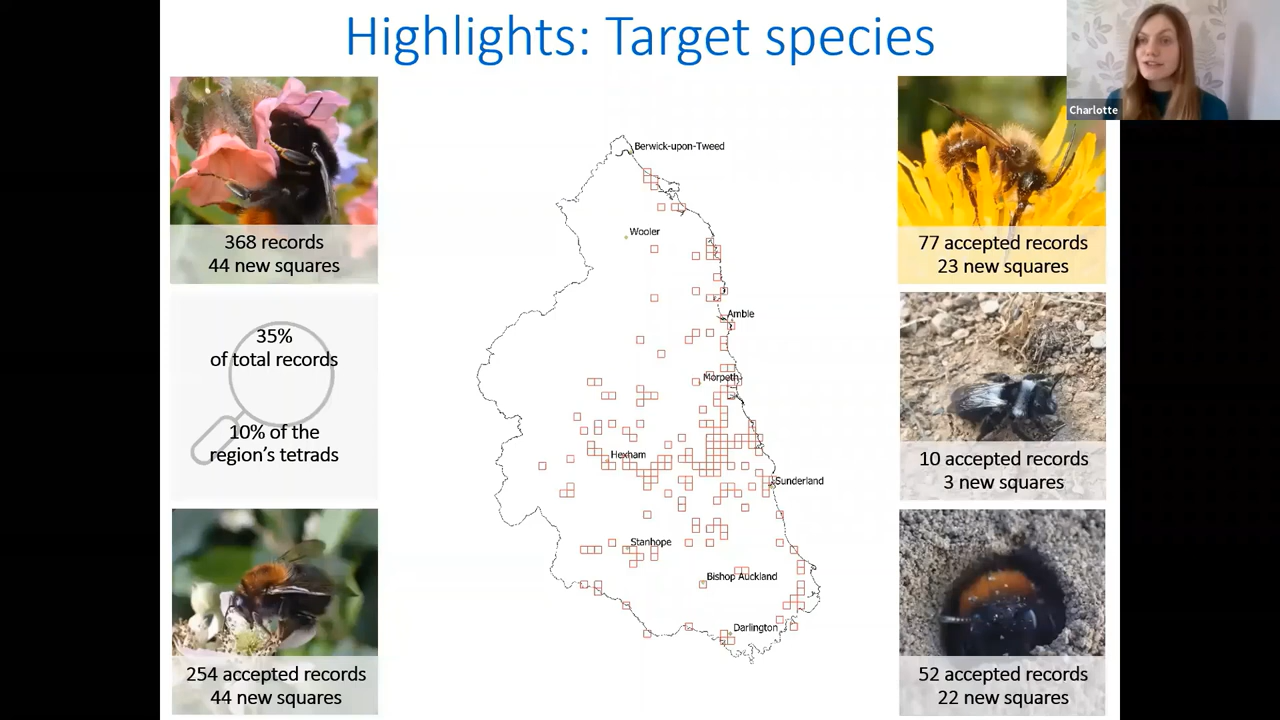 Highlights: Target species
Charlotte
368 records
44 new squares
35%
of total records
10% of the
region's tetrads
254 accepted records
44 new squares
Berwick-upon-Tweed
Wooler
Amble
Morpeth
Hexham
Sunderland
Stanhope
Bishop Auckland
Darlington
77 accepted records
23 new squares
10 accepted records
3 new squares
52 accepted records
22 new squares